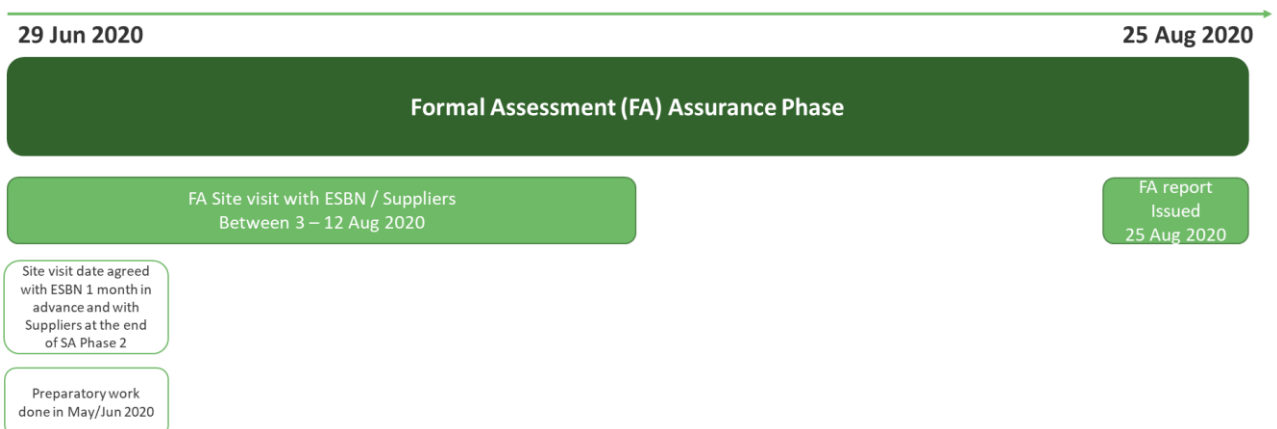 29 Jun 2020
25 Aug 2020
Formal Assessment (FA) Assurance Phase
FA Site visit with ESBN / Suppliers
Between 3 – 12 Aug 2020
FA report
Issued
25 Aug 2020
Site visit date agreed
with ESBN 1 month in
advance and with
Suppliers at the end
of SA Phase 2
Preparatory work
done in May/Jun 2020